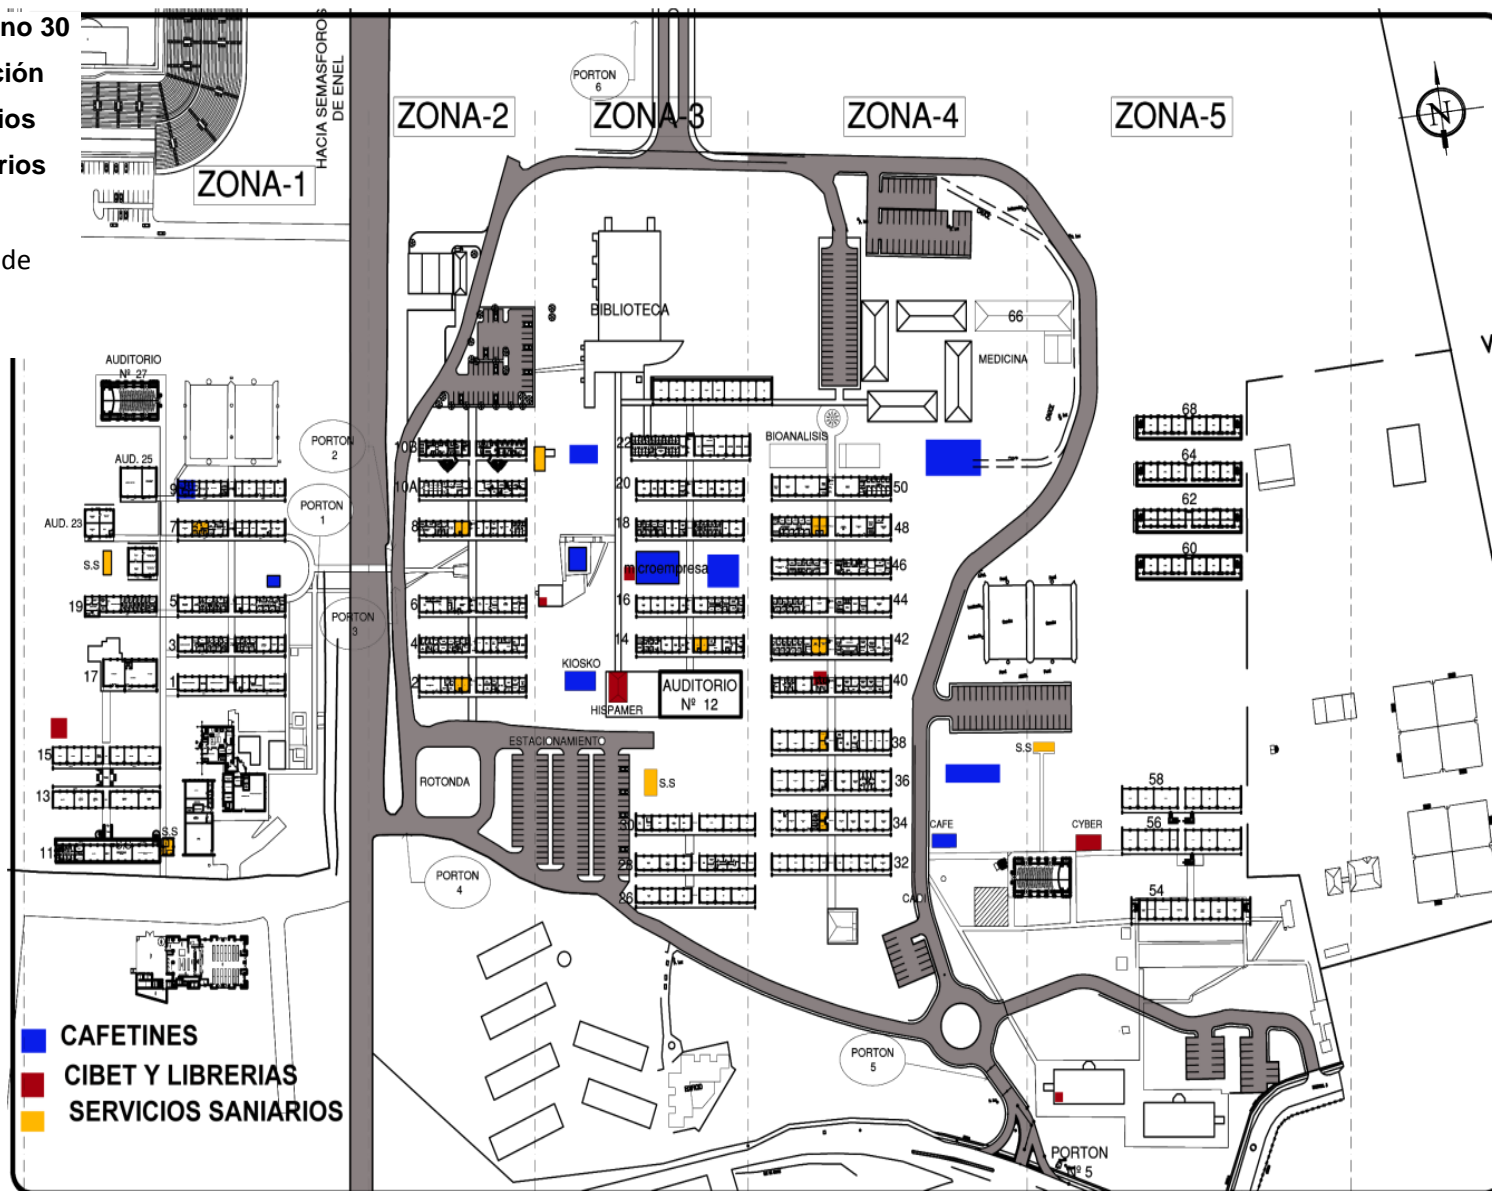 no 30
ción
ios
rios
de
HACIA SEMASFOROS
DE ENEL
PORTON
6
ZONA-1
ZONA-2
ZONA-3
ZONA-4
ZONA-5
N
BIBLIOTECA
66
MEDICINA
AUDITORIO
Nº 27
AUD. 25
AUD. 23
S.S
PORTON
2
PORTON
1
PORTON
3
BIOANALISIS
9
7
19
5
3
17
1
15
13
11
S.S
S.S
10B
10A
8
6
4
2
22
20
18
microempresa
16
14
KIOSKO
HISPAMER
AUDITORIO
Nº 12
50
48
46
44
42
40
38
36
34
32
68
64
62
60
ESTACIONAMIENTO
ROTONDA
S.S
30
28
26
PORTON
4
S.S
CAFE
CYBER
58
56
54
CADI
PORTON
5
EDIFICIO
PORTON
Nº 5
CAFETINES
CIBET Y LIBRERIAS
SERVICIOS SANIARIOS